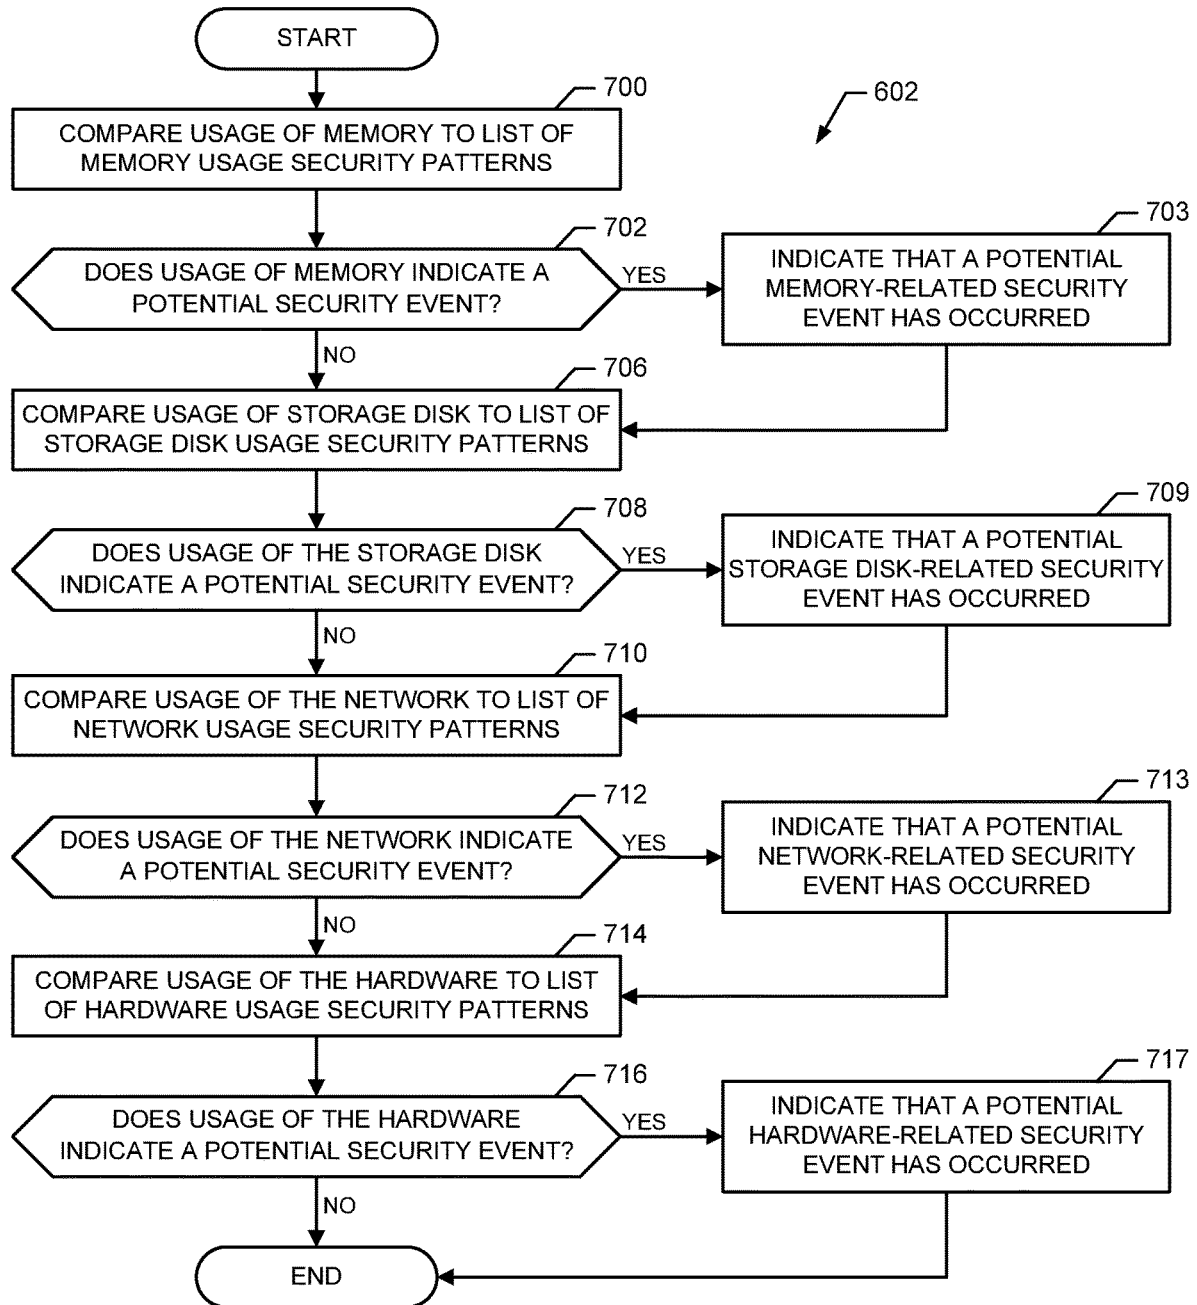 START
700
602
COMPARE USAGE OF MEMORY TO LIST OF
MEMORY USAGE SECURITY PATTERNS
702
DOES USAGE OF MEMORY INDICATE A
POTENTIAL SECURITY EVENT?
YES
703
INDICATE THAT A POTENTIAL
MEMORY-RELATED SECURITY
EVENT HAS OCCURRED
NO
706
COMPARE USAGE OF STORAGE DISK TO LIST OF
STORAGE DISK USAGE SECURITY PATTERNS
708
DOES USAGE OF THE STORAGE DISK
INDICATE A POTENTIAL SECURITY EVENT?
YES
709
INDICATE THAT A POTENTIAL
STORAGE DISK-RELATED SECURITY
EVENT HAS OCCURRED
NO
710
COMPARE USAGE OF THE NETWORK TO LIST OF
NETWORK USAGE SECURITY PATTERNS
712
DOES USAGE OF THE NETWORK INDICATE
A POTENTIAL SECURITY EVENT?
YES
713
INDICATE THAT A POTENTIAL
NETWORK-RELATED SECURITY
EVENT HAS OCCURRED
NO
714
COMPARE USAGE OF THE HARDWARE TO LIST
OF HARDWARE USAGE SECURITY PATTERNS
716
DOES USAGE OF THE HARDWARE
INDICATE A POTENTIAL SECURITY EVENT?
YES
717
INDICATE THAT A POTENTIAL
HARDWARE-RELATED SECURITY
EVENT HAS OCCURRED
NO
END